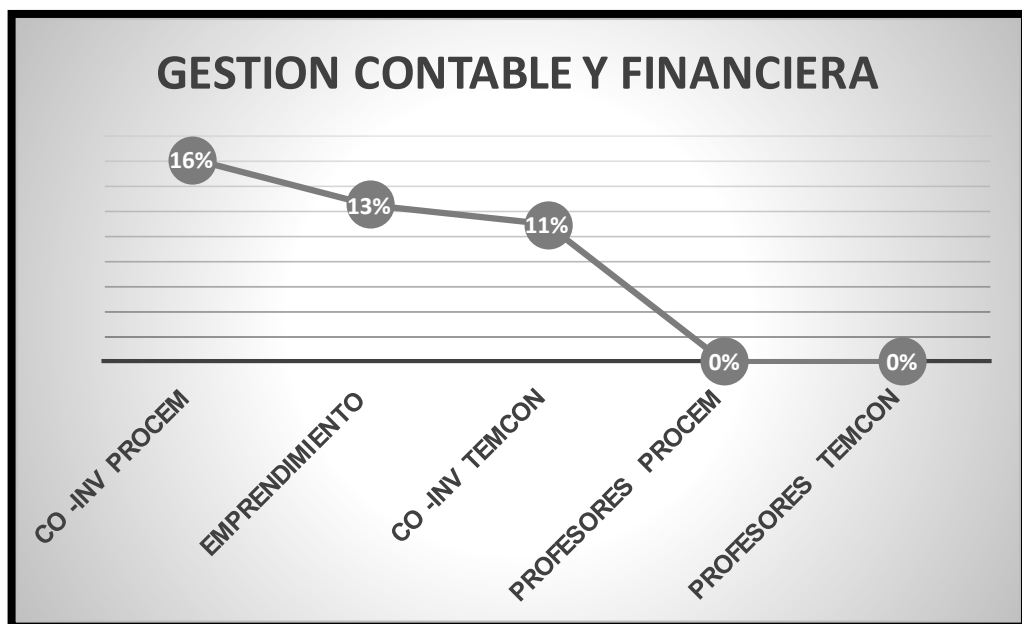 GESTION CONTABLE Y FINANCIERA
16%
13%
11%
0%
0%
CO -INV PROCEM
EMPRENDIMIENTO
CO -INV TEMCON
PROFESORES PROCEM
PROFESORES TEMCON